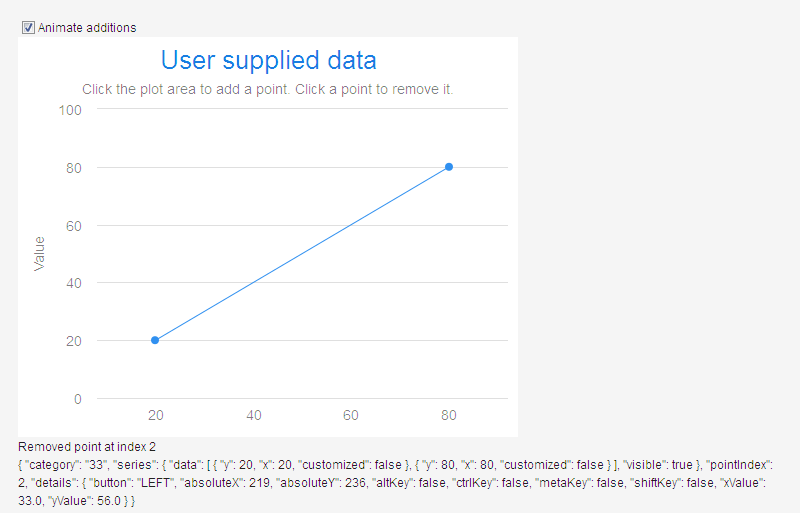 Animate additions
User supplied data
Click the plot area to add a point. Click a point to remove it.
100
80
60
40
20
0
Value
20 40 60 80
Removed point at index 2
{ "category": "33", "series": { "data": [ { "y": 20, "x": 20, "customized": false }, { "y": 80, "x": 80, "customized": false } ], "visible": true }, "pointIndex":
2, "details": { "button": "LEFT", "absoluteX": 219, "absoluteY": 236, "altKey": false, "ctrlKey": false, "metaKey": false, "shiftKey": false, "xValue":
33.0, "yValue": 56.0 } }